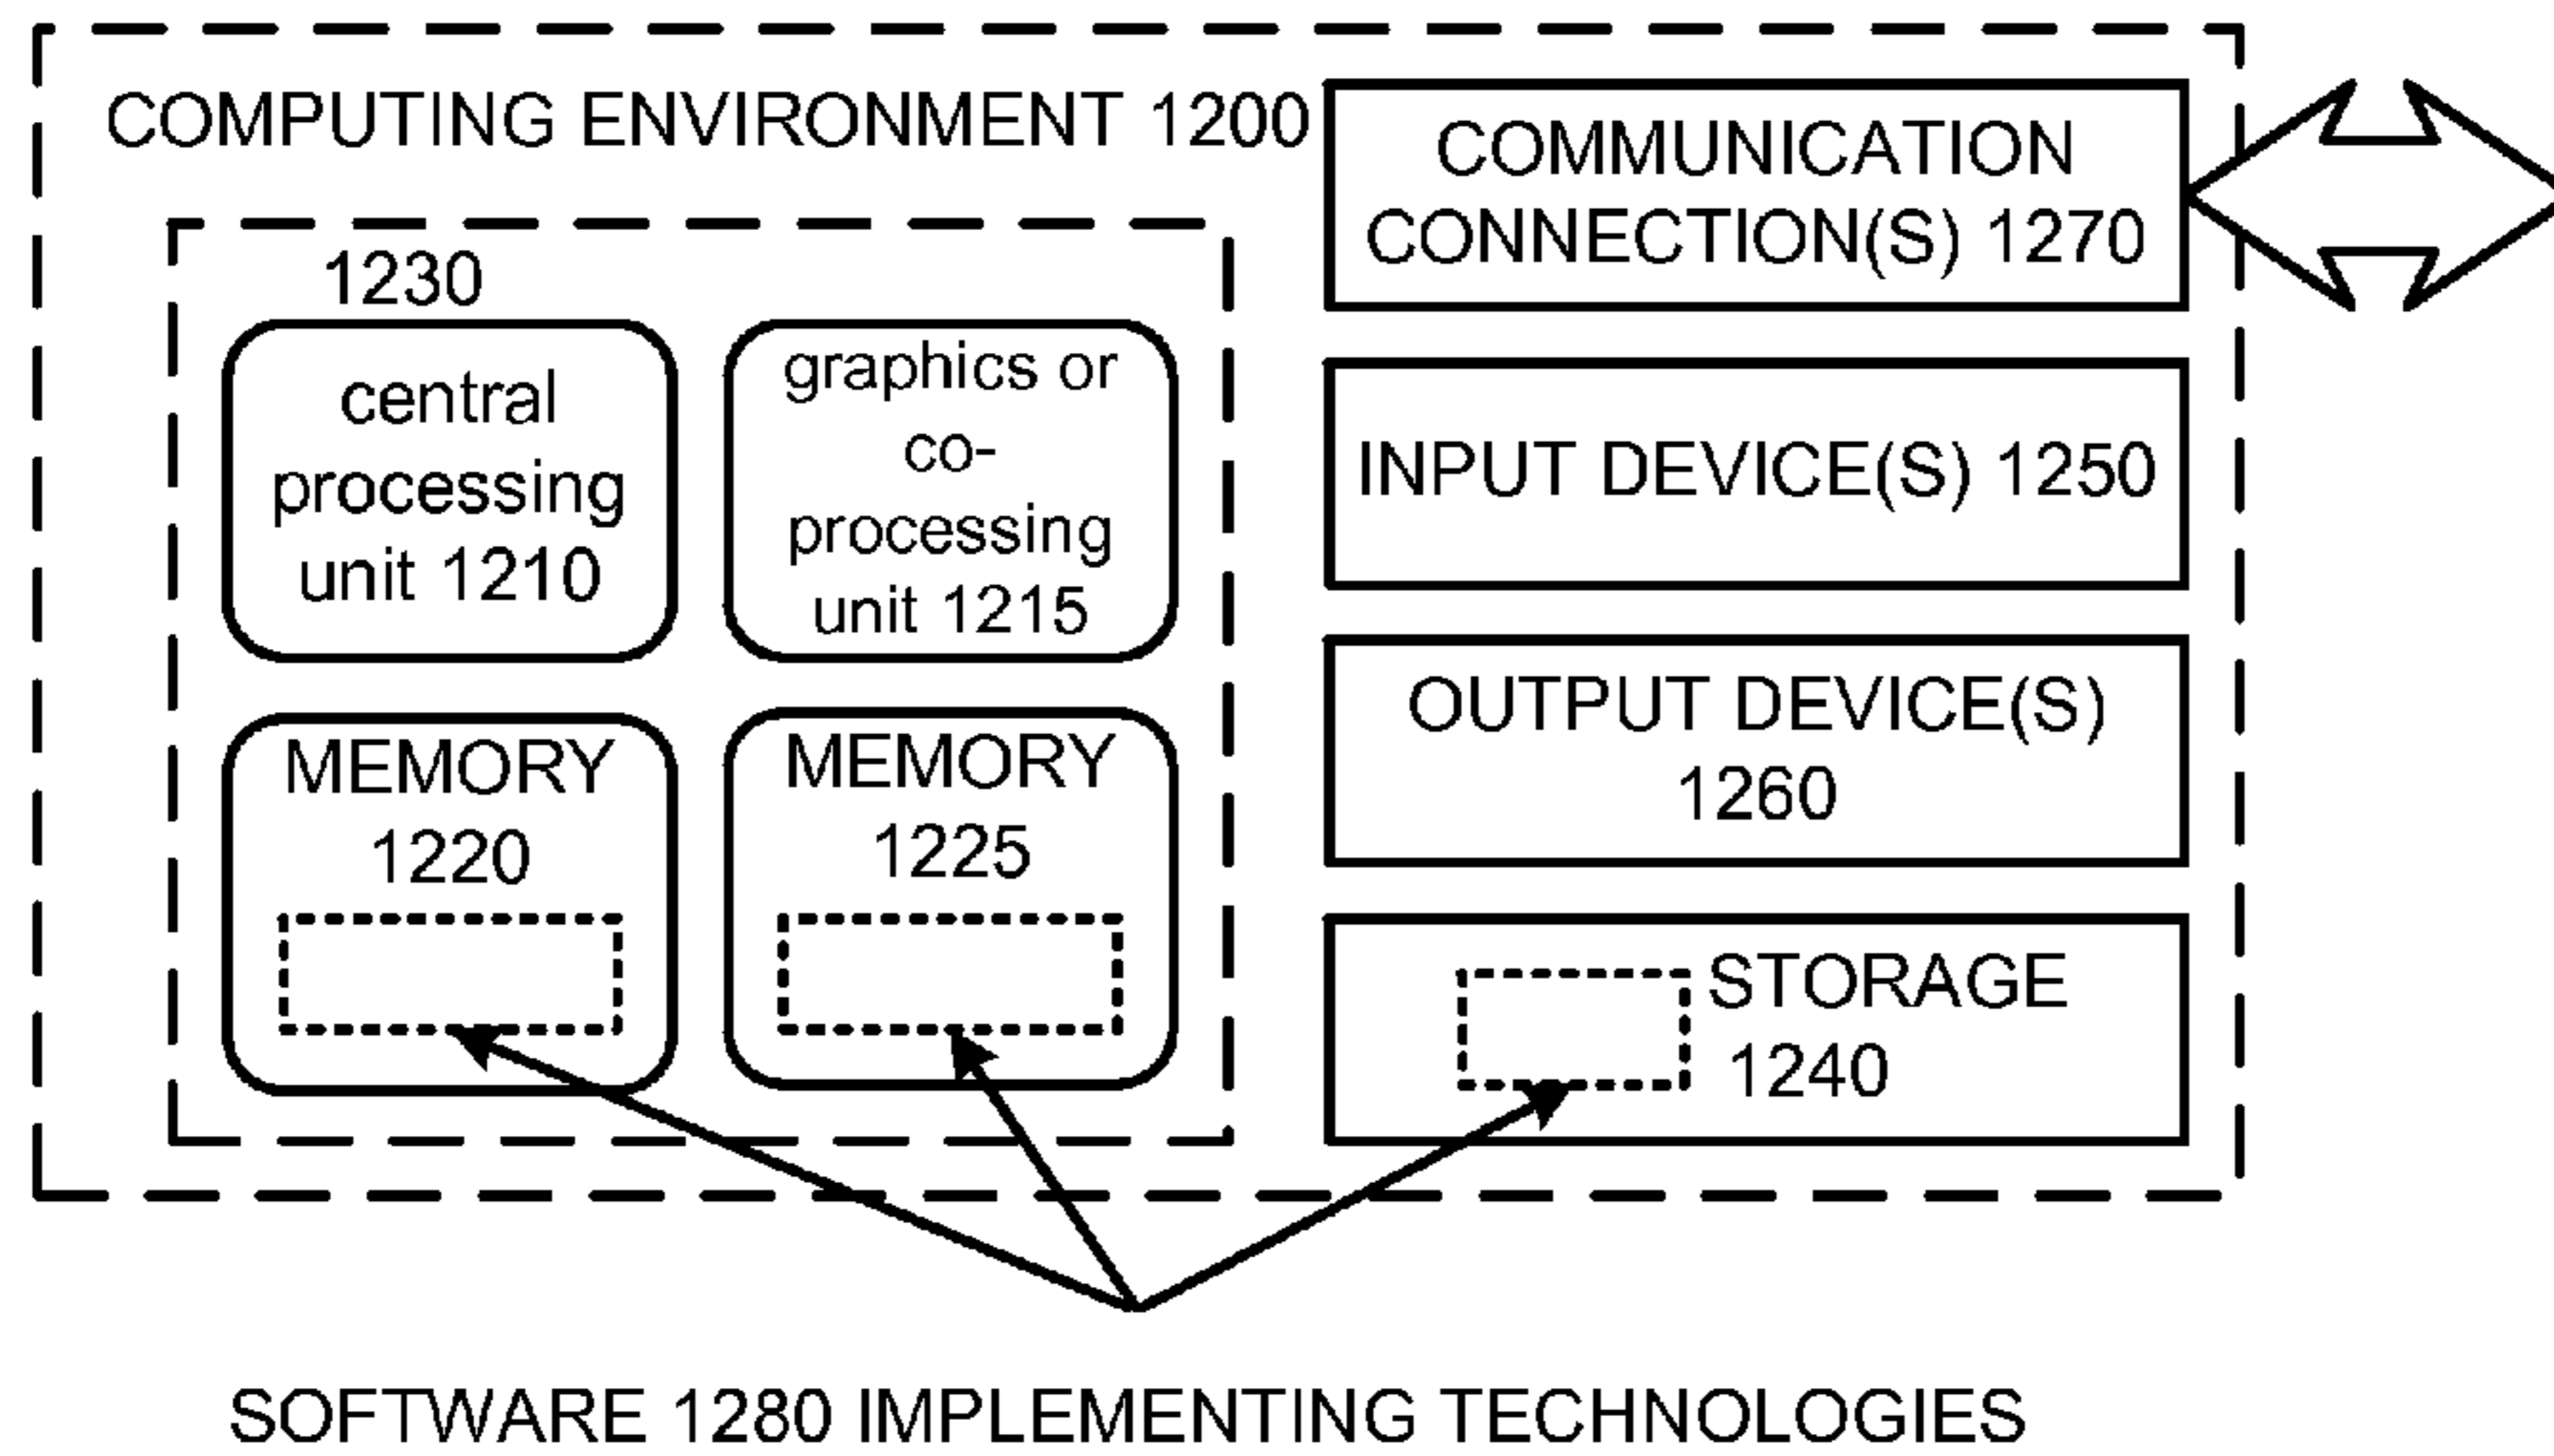 COMPUTING ENVIRONMENT 1200
1230
central
processing
unit 1210
graphics or
co-
processing
unit 1215
MEMORY
1220
MEMORY
1225
COMMUNICATION
CONNECTION(S) 1270
INPUT DEVICE(S) 1250
OUTPUT DEVICE(S)
1260
STORAGE
1240
SOFTWARE 1280 IMPLEMENTING TECHNOLOGIES